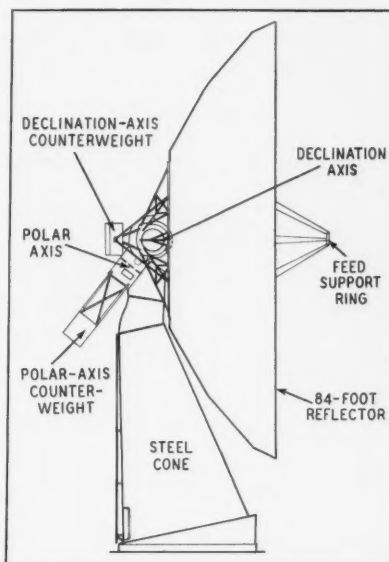 DECLINATION-AXIS
COUNTERWEIGHT
DECLINATION
AXIS
POLAR
AXIS
FEED
SUPPORT
RING
POLAR-AXIS
COUNTER-
WEIGHT
84-FOOT
REFLECTOR
STEEL
CONE